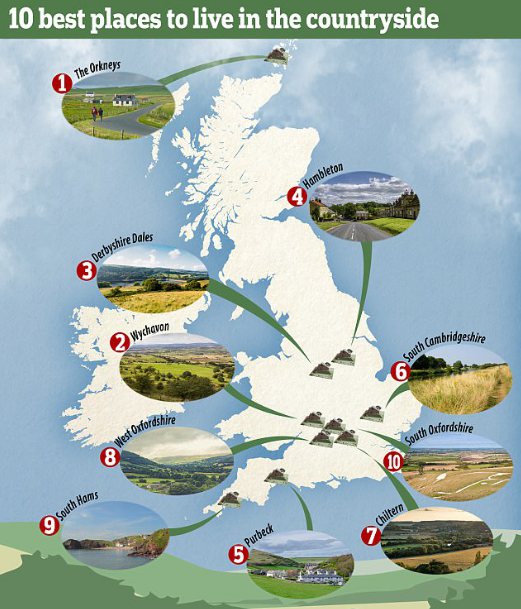 10 best places to live in the countryside
1 The Orkneys
4 Hambleton
3 Derbyshire Dales
2 Wychavon
6 South Cambridgeshire
8 West Oxfordshire
10 South Oxfordshire
9 South Hams
5 Purbeck
7 Chiltern